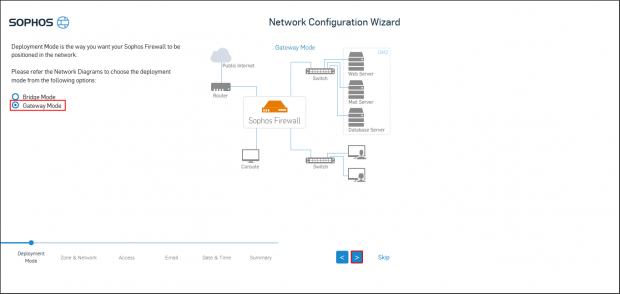 SOPHOS
Network Configuration Wizard
Deployment Mode is the way you want your Sophos Firewall to be
positioned in the network.
Please refer the Network Diagrams to choose the deployment
mode from the following options:
Bridge Mode
Gateway Mode
Gateway Mode
Public Internet
Router
Sophos Firewall
Console
Switch
DMZ
Web Server
Mail Server
Database Server
Switch
Deployment
Mode
Zone & Network
Access
Email
Date & Time
Summary
<
>
Skip